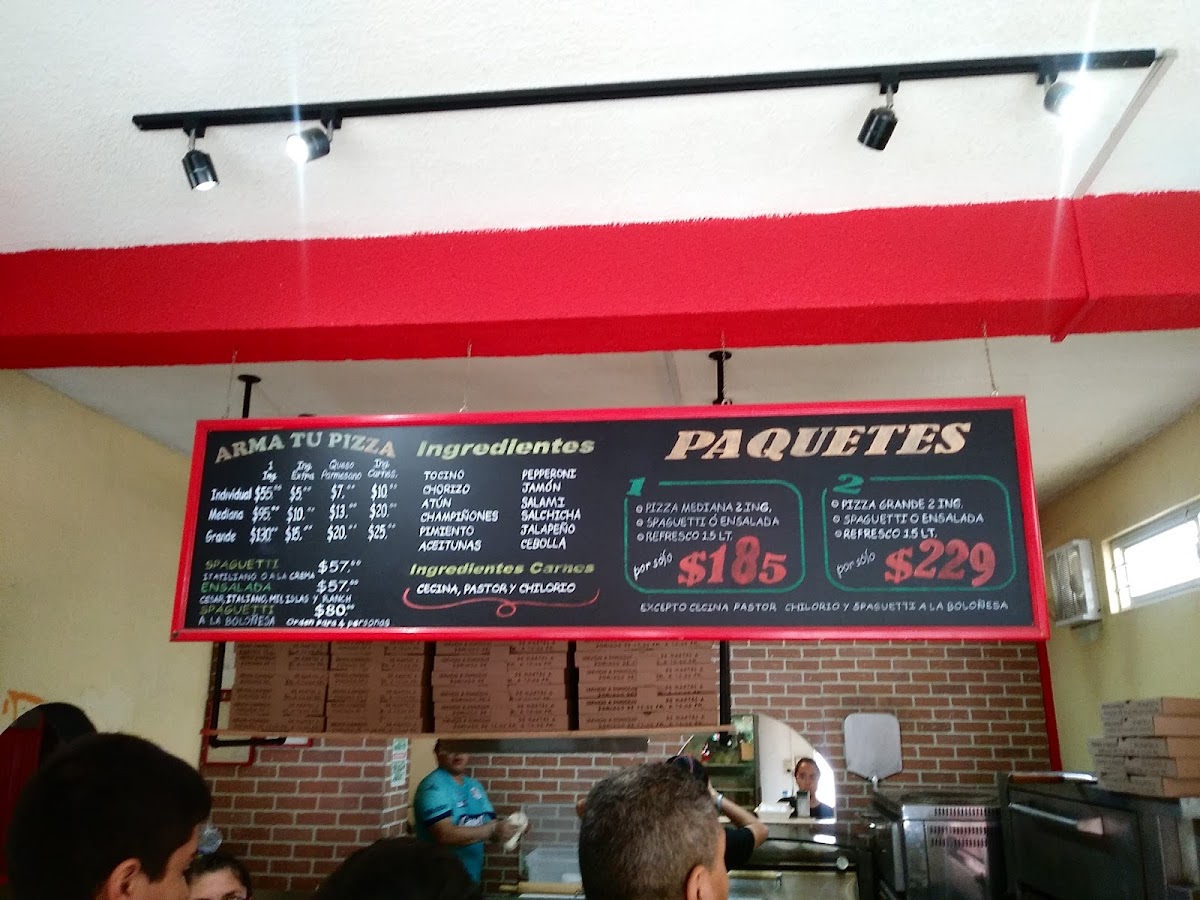 ARMA TU PIZZA
1 Ing. Ing. Extra Queso Parmesano Ing. Carnes.
Individual $55.00 $5.00 $7.00 $10.00
Mediana $95.00 $10.00 $13.00 $20.00
Grande $130.00 $15.00 $20.00 $25.00
SPAGUETTI $57.00
ITATILIANO Ó A LA CREMA
ENSALADA $57.00
CESAR, ITALIANO, MIL ISLAS Y RANCH
SPAGUETTI $80.00
A LA BOLOÑESA Orden para 4 personas
Ingredientes
TOCINO PEPPERONI
CHORIZO JAMÓN
ATÚN SALAMI
CHAMPIÑONES SALCHICHA
PIMIENTO JALAPEÑO
ACEITUNAS CEBOLLA
Ingredientes Carnes
CECINA, PASTOR Y CHILORIO
PAQUETES
1
PIZZA MEDIANA 2 ING.
SPAGUETTI Ó ENSALADA
REFRESCO 1.5 LT.
por sólo $185
2
PIZZA GRANDE 2 ING.
SPAGUETTI O ENSALADA
REFRESCO 1.5 LT.
por sólo $229
EXCEPTO CECINA PASTOR CHILORIO Y SPAGUETTI A LA BOLOÑESA